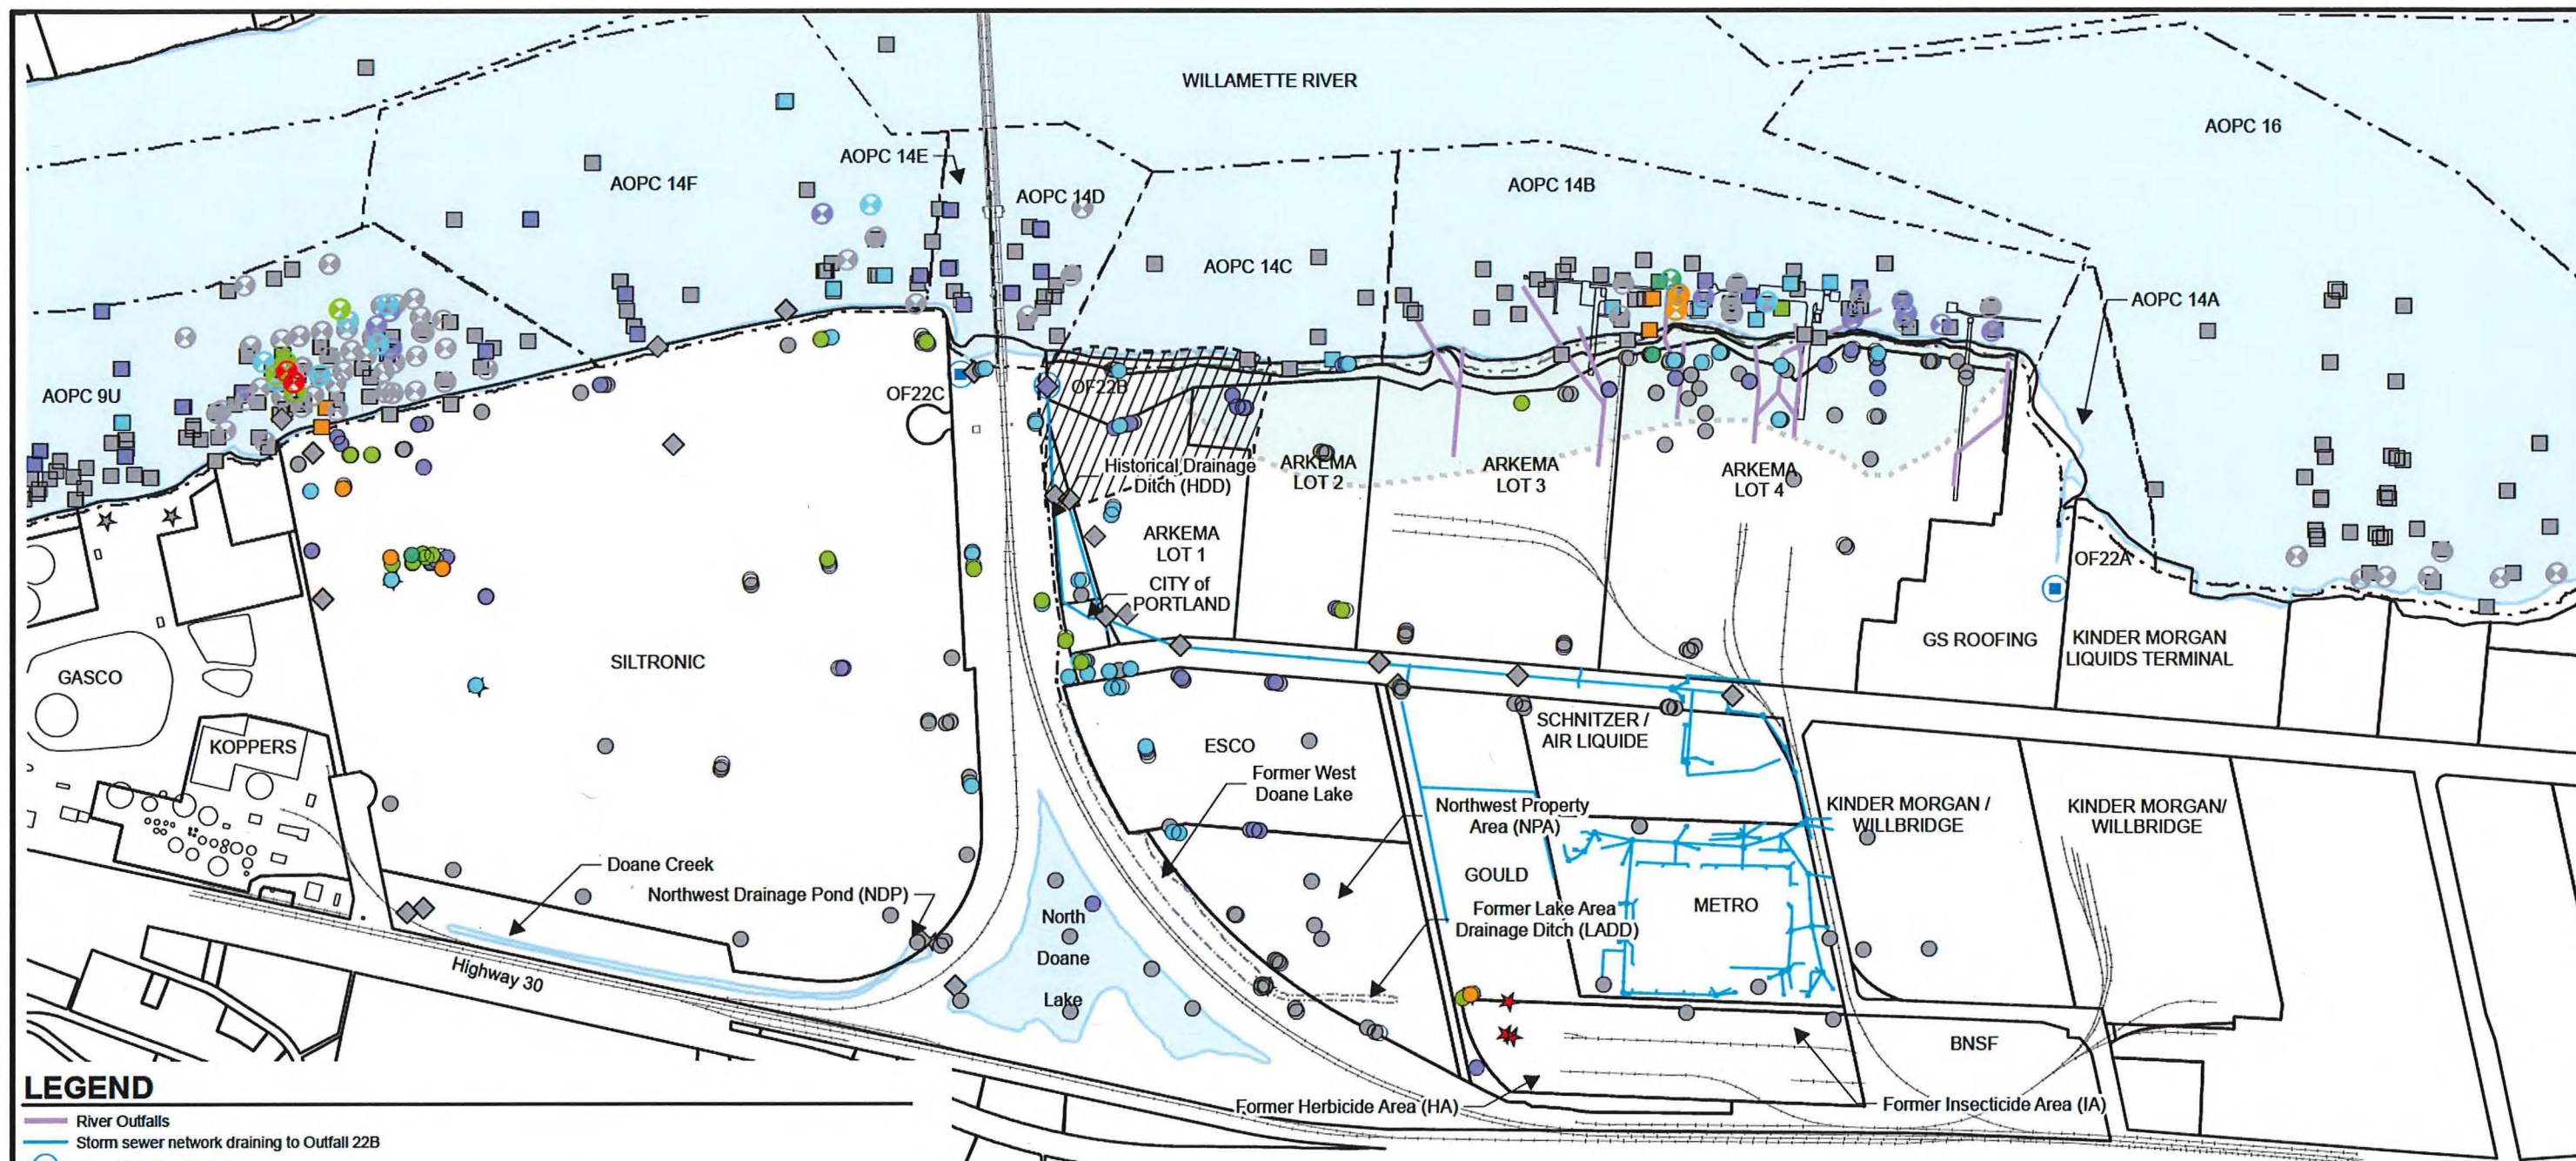 WILLAMETTE RIVER
AOPC 16
AOPC 14E
AOPC 14F
AOPC 14D
AOPC 14B
AOPC 14C
AOPC 14A
AOPC 9U
OF22C
OF22B
Historical Drainage
Ditch (HDD)
ARKEMA
LOT 2
ARKEMA
LOT 3
ARKEMA
LOT 4
ARKEMA
LOT 1
CITY of
PORTLAND
OF22A
GS ROOFING
KINDER MORGAN
LIQUIDS TERMINAL
GASCO
SILTRONIC
KOPPERS
ESCO
SCHNITZER /
AIR LIQUIDE
Former West
Doane Lake
Northwest Property
Area (NPA)
KINDER MORGAN /
WILLBRIDGE
KINDER MORGAN/
WILLBRIDGE
Doane Creek
Northwest Drainage Pond (NDP)
GOULD
METRO
Former Lake Area
Drainage Ditch (LADD)
North
Doane
Lake
Highway 30
BNSF
Former Herbicide Area (HA)
Former Insecticide Area (IA)
LEGEND
River Outfalls
Storm sewer network draining to Outfall 22B